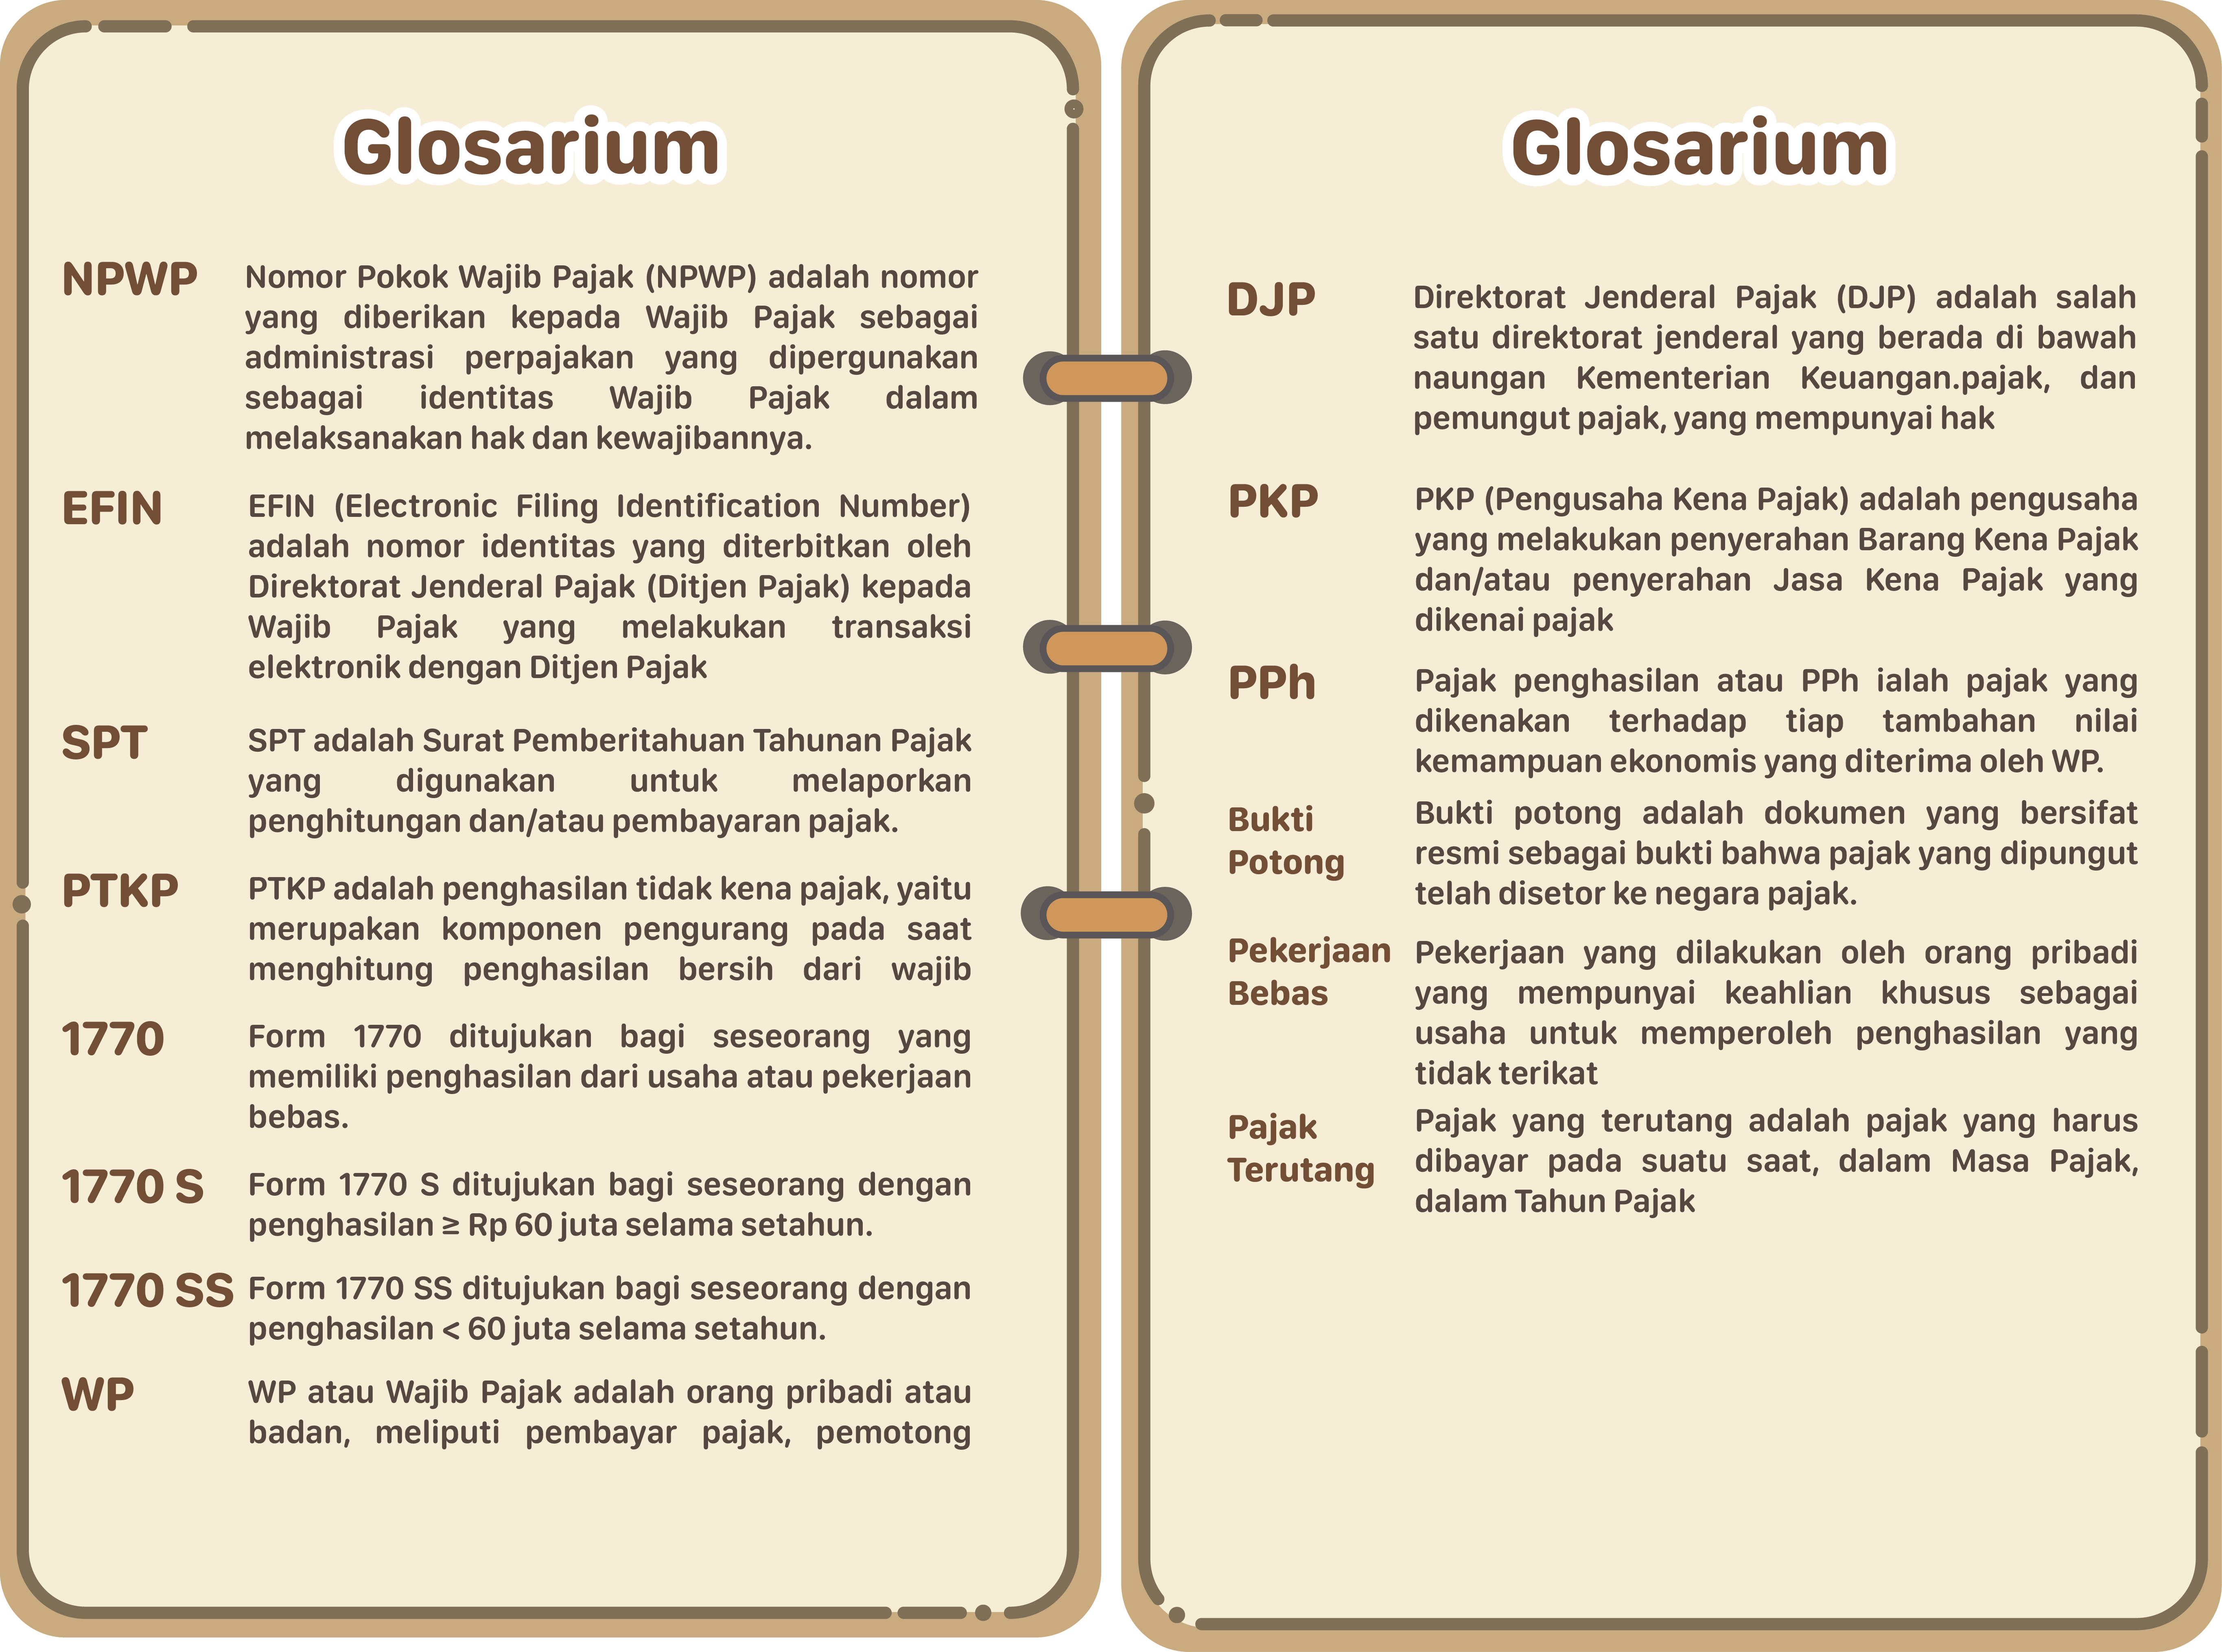 Glosarium
NPWP
Nomor Pokok Wajib Pajak (NPWP) adalah nomor
yang diberikan kepada Wajib Pajak sebagai
administrasi perpajakan yang dipergunakan
sebagai identitas Wajib Pajak dalam
melaksanakan hak dan kewajibannya.
EFIN
EFIN (Electronic Filing Identification Number)
adalah nomor identitas yang diterbitkan oleh
Direktorat Jenderal Pajak (Ditjen Pajak) kepada
Wajib Pajak yang melakukan transaksi
elektronik dengan Ditjen Pajak
SPT
SPT adalah Surat Pemberitahuan Tahunan Pajak
yang digunakan untuk melaporkan
penghitungan dan/atau pembayaran pajak.
PTKP
PTKP adalah penghasilan tidak kena pajak, yaitu
merupakan komponen pengurang pada saat
menghitung penghasilan bersih dari wajib
1770
Form 1770 ditujukan bagi seseorang yang
memiliki penghasilan dari usaha atau pekerjaan
bebas.
1770 S
Form 1770 S ditujukan bagi seseorang dengan
penghasilan ≥ Rp 60 juta selama setahun.
1770 SS
Form 1770 SS ditujukan bagi seseorang dengan
penghasilan < 60 juta selama setahun.
WP
WP atau Wajib Pajak adalah orang pribadi atau
badan, meliputi pembayar pajak, pemotong
Glosarium
DJP
Direktorat Jenderal Pajak (DJP) adalah salah
satu direktorat jenderal yang berada di bawah
naungan Kementerian Keuangan.pajak, dan
pemungut pajak, yang mempunyai hak
PKP
PKP (Pengusaha Kena Pajak) adalah pengusaha
yang melakukan penyerahan Barang Kena Pajak
dan/atau penyerahan Jasa Kena Pajak yang
dikenai pajak
PPh
Pajak penghasilan atau PPh ialah pajak yang
dikenakan terhadap tiap tambahan nilai
kemampuan ekonomis yang diterima oleh WP.
Bukti
Potong
Bukti potong adalah dokumen yang bersifat
resmi sebagai bukti bahwa pajak yang dipungut
telah disetor ke negara pajak.
Pekerjaan
Bebas
Pekerjaan yang dilakukan oleh orang pribadi
yang mempunyai keahlian khusus sebagai
usaha untuk memperoleh penghasilan yang
tidak terikat
Pajak
Terutang
Pajak yang terutang adalah pajak yang harus
dibayar pada suatu saat, dalam Masa Pajak,
dalam Tahun Pajak